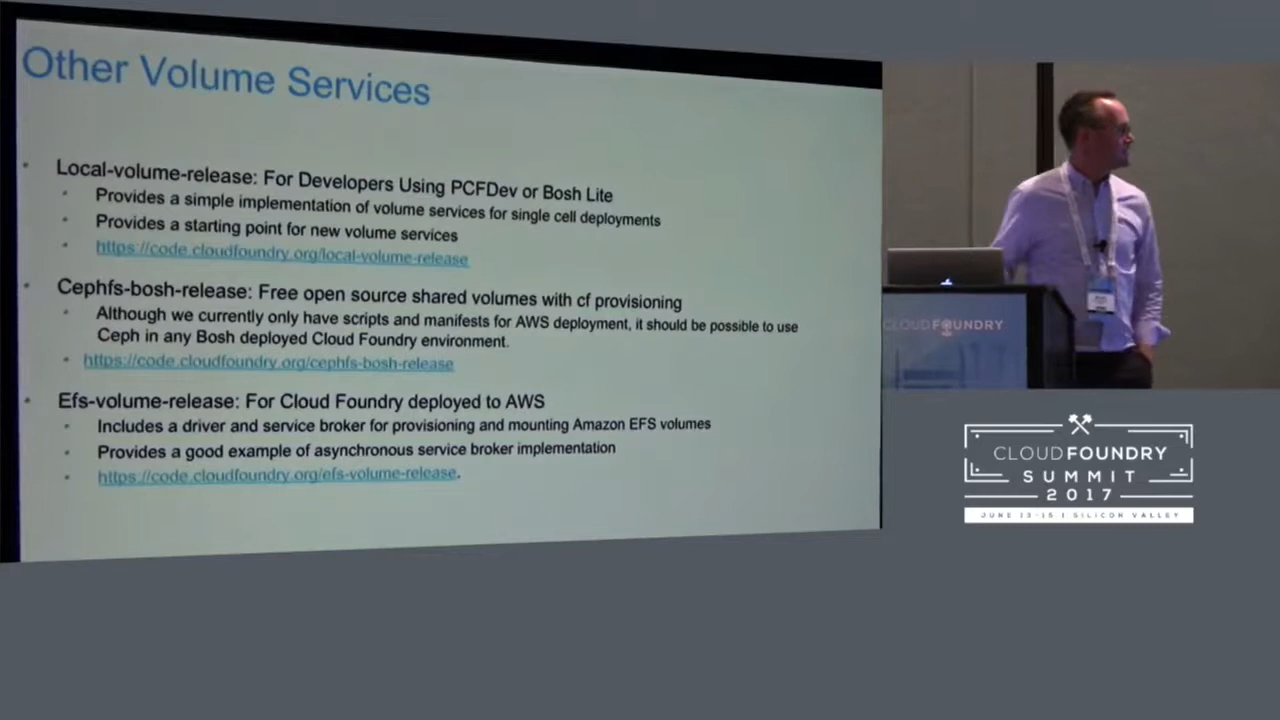 Other Volume Services
Local-volume-release: For Developers Using PCFDev or Bosh Lite
Provides a simple implementation of volume services for single cell deployments
Provides a starting point for new volume services
https://code.cloudfoundry.org/local-volume-release
Cephfs-bosh-release: Free open source shared volumes with cf provisioning
Although we currently only have scripts and manifests for AWS deployment, it should be possible to use
Ceph in any Bosh deployed Cloud Foundry environment.
https://code.cloudfoundry.org/cephfs-bosh-release
Efs-volume-release: For Cloud Foundry deployed to AWS
Includes a driver and service broker for provisioning and mounting Amazon EFS volumes
Provides a good example of asynchronous service broker implementation
https://code.cloudfoundry.org/efs-volume-release.
CLOUD FOUNDRY
CLOUD FOUNDRY
SUMMIT
2017
JUNE 13-15 | SILICON VALLEY